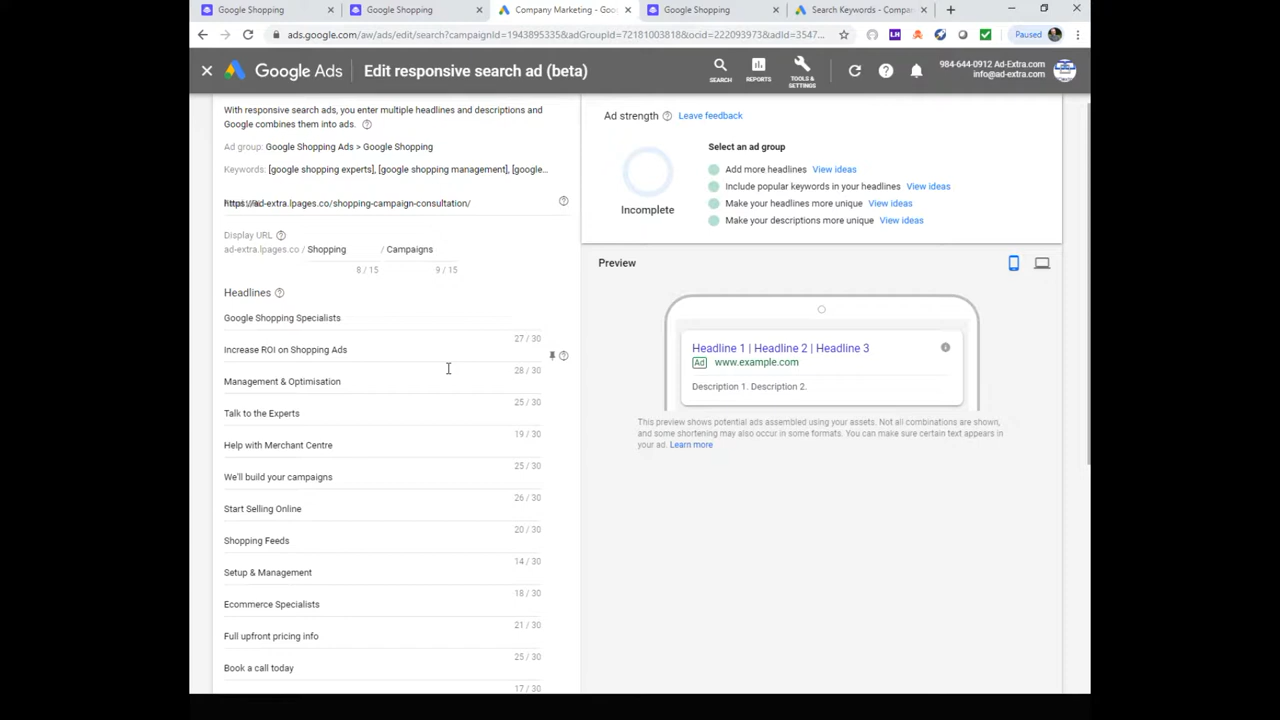 Google Shopping
Google Shopping
Company Marketing - Goo
Google Shopping
Search Keywords - Compan
ads.google.com/aw/ads/edit/search?campaignId=1943895335&adGroupId=72181003818&ocid=222093973&adId=3547...
Paused
Google Ads
Edit responsive search ad (beta)
SEARCH
REPORTS
TOOLS &
SETTINGS
984-644-0912 Ad-Extra.com
info@ad-extra.com
With responsive search ads, you enter multiple headlines and descriptions and
Google combines them into ads.
Ad group: Google Shopping Ads > Google Shopping
Keywords: [google shopping experts], [google shopping management], [google...
https://ad-extra.lpages.co/shopping-campaign-consultation/
Display URL
ad-extra.lpages.co / Shopping / Campaigns
8 / 15
9 / 15
Headlines
Google Shopping Specialists
27 / 30
Increase ROI on Shopping Ads
28 / 30
Management & Optimisation
25 / 30
Talk to the Experts
19 / 30
Help with Merchant Centre
25 / 30
We'll build your campaigns
26 / 30
Start Selling Online
20 / 30
Shopping Feeds
14 / 30
Setup & Management
18 / 30
Ecommerce Specialists
21 / 30
Full upfront pricing info
25 / 30
Book a call today
17 / 30
Ad strength
Leave feedback
Incomplete
Select an ad group
Add more headlines View ideas
Include popular keywords in your headlines View ideas
Make your headlines more unique View ideas
Make your descriptions more unique View ideas
Preview
Headline 1 | Headline 2 | Headline 3
Ad www.example.com
Description 1. Description 2.
This preview shows potential ads assembled using your assets. Not all combinations are shown,
and some shortening may also occur in some formats. You can make sure certain text appears in
your ad. Learn more